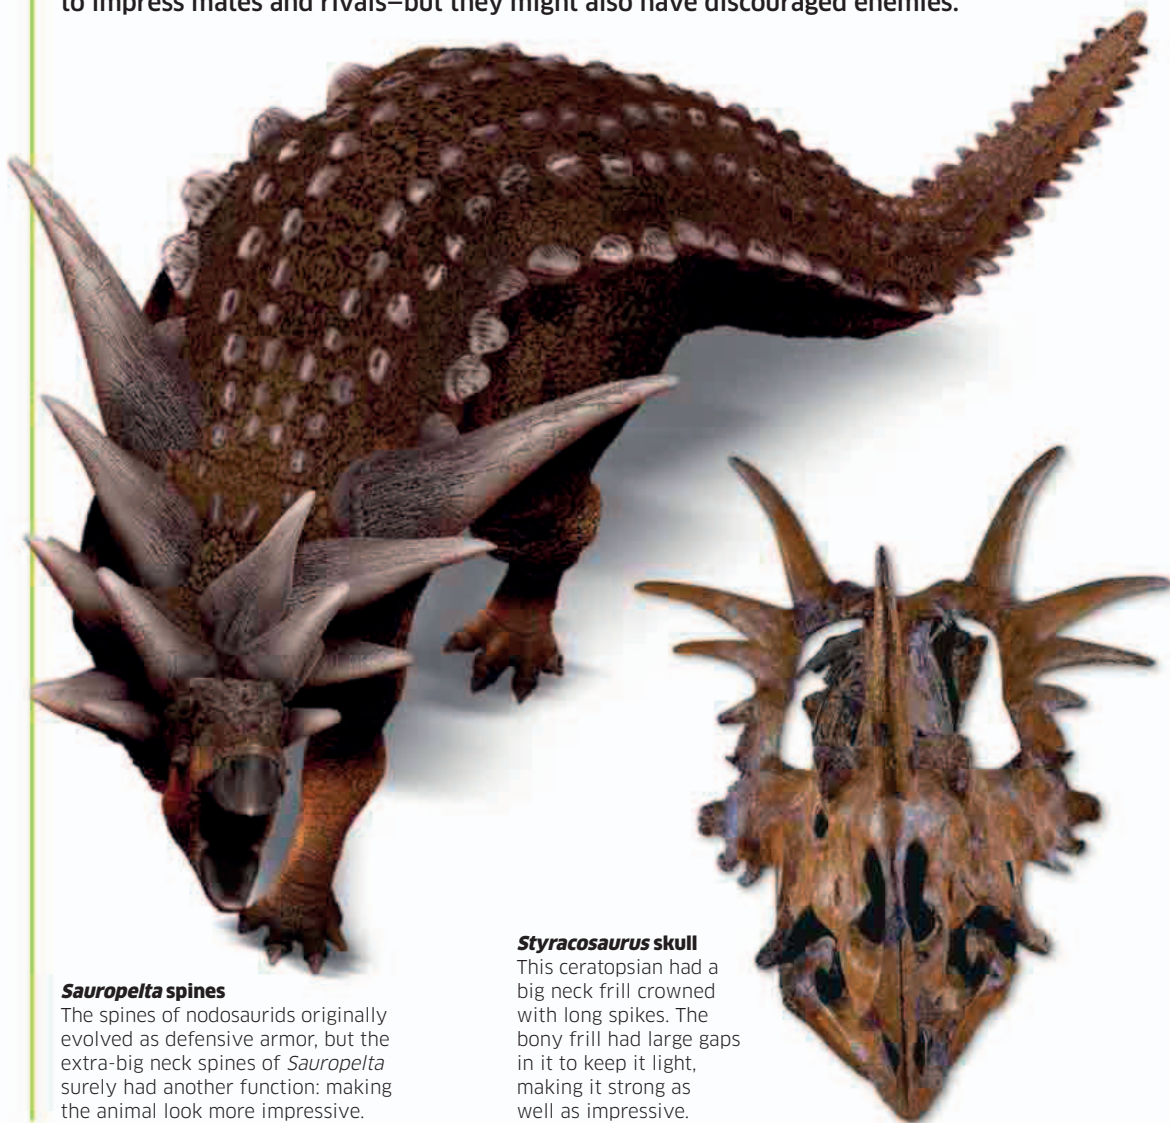 to impress mates and rivals—but they might also have discouraged enemies.
Sauropelta spines
The spines of nodosaurids originally
evolved as defensive armor, but the
extra-big neck spines of Sauropelta
surely had another function: making
the animal look more impressive.
Styracosaurus skull
This ceratopsian had a
big neck frill crowned
with long spikes. The
bony frill had large gaps
in it to keep it light,
making it strong as
well as impressive.